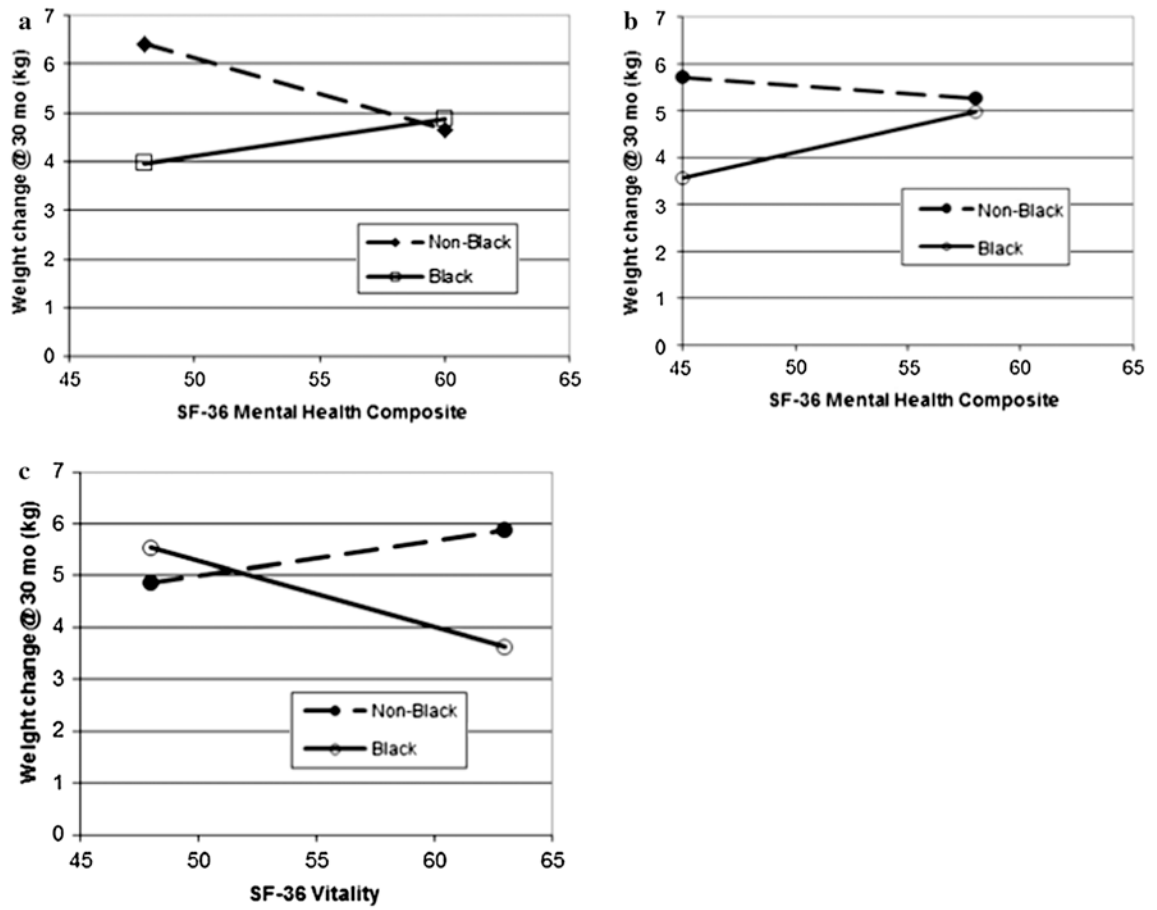 a
Weight change @ 30 mo (kg)
7
6
5
4
3
2
1
0
45 50 55 60 65
SF-36 Mental Health Composite
Non-Black
Black
b
Weight change @ 30 mo (kg)
7
6
5
4
3
2
1
0
45 50 55 60 65
SF-36 Mental Health Composite
Non-Black
Black
c
Weight change @ 30 mo (kg)
7
6
5
4
3
2
1
0
45 50 55 60 65
SF-36 Vitality
Non-Black
Black